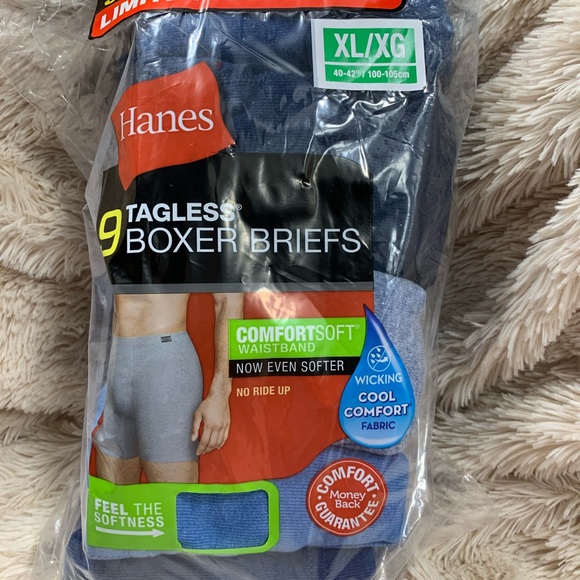 LIMIT
XL/XG
40-42" / 100-105cm
Hanes
9 TAGLESS®
BOXER BRIEFS
COMFORTSOFT®
WAISTBAND
NOW EVEN SOFTER
NO RIDE UP
WICKING
COOL
COMFORT
FABRIC
FEEL THE
SOFTNESS
COMFORT
Money
Back
GUARANTEE